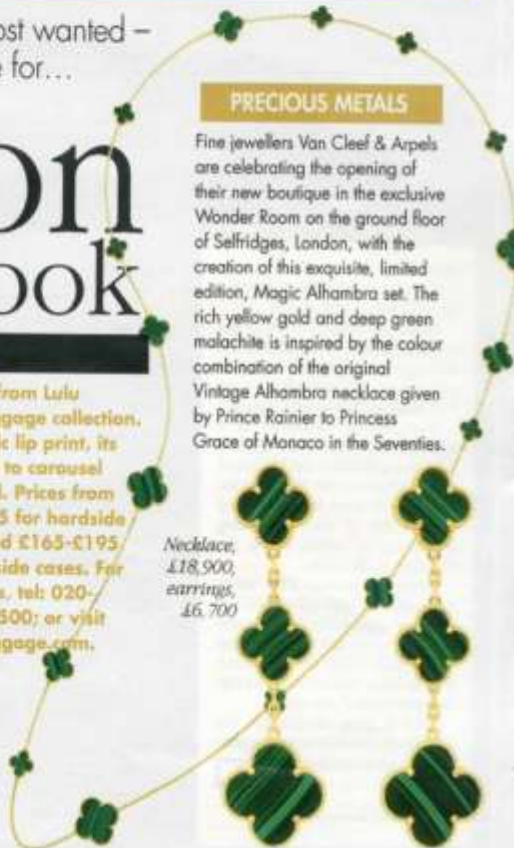 ost wanted –
e for...
on
ook
from Lulu
gage collection.
c lip print, its
to carousel
l. Prices from
5 for hardside
d £165-£195
side cases. For
s, tel: 020-
500; or visit
gage.com.
PRECIOUS METALS
Fine jewellers Van Cleef & Arpels
are celebrating the opening of
their new boutique in the exclusive
Wonder Room on the ground floor
of Selfridges, London, with the
creation of this exquisite, limited
edition, Magic Alhambra set. The
rich yellow gold and deep green
malachite is inspired by the colour
combination of the original
Vintage Alhambra necklace given
by Prince Rainier to Princess
Grace of Monaco in the Seventies.
Necklace,
£18,900,
earrings,
£6,700